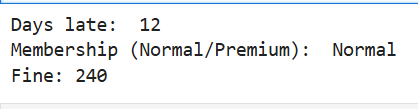 Days late:  12
Membership (Normal/Premium):  Normal
Fine: 240